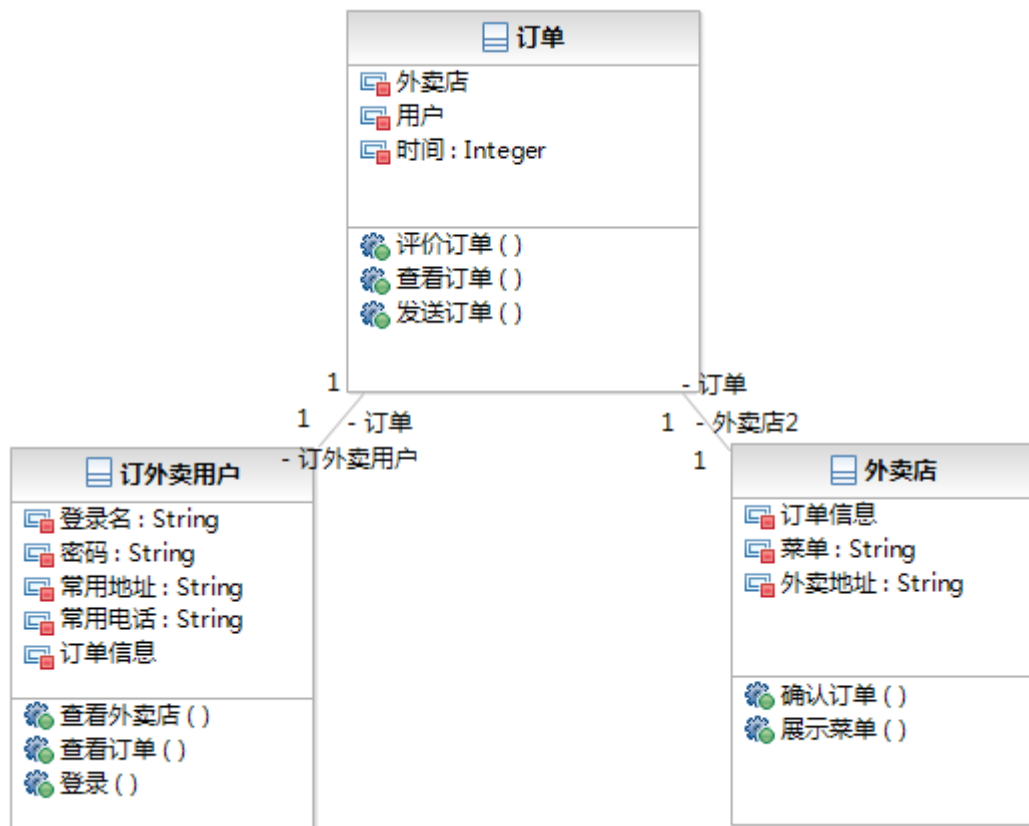 订单
外卖店
用户
时间 : Integer
评价订单 ( )
查看订单 ( )
发送订单 ( )
1
- 订单
1
- 订单
1
- 外卖店2
- 订外卖用户
1
订外卖用户
登录名 : String
密码 : String
常用地址 : String
常用电话 : String
订单信息
查看外卖店 ( )
查看订单 ( )
登录 ( )
外卖店
订单信息
菜单 : String
外卖地址 : String
确认订单 ( )
展示菜单 ( )